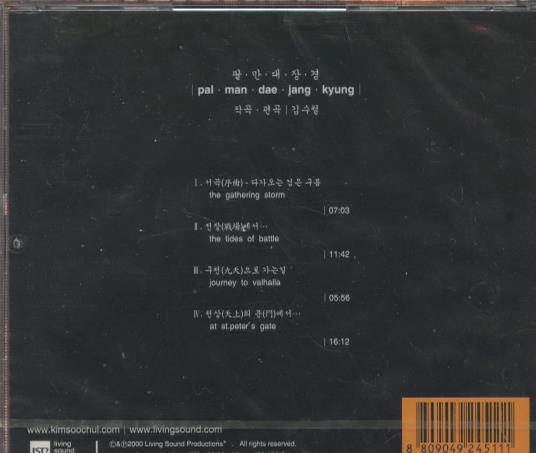 팔·만·대·장·경
| pal · man · dae · jang · kyung |
작곡·편곡 | 김수철
Ⅰ. 서곡(序曲) - 다가오는 검은 구름
the gathering storm
| 07:03
Ⅱ. 전장(戰場)에서…
the tides of battle
| 11:42
Ⅲ. 구천(九天)으로 가는 길
journey to valhalla
| 05:56
Ⅳ. 천상(天上)의 문(門)에서…
at st.peter's gate
| 16:12
www.kimsoochul.com | www.livingsound.com
living
sound
©&℗2000 Living Sound Productions . All rights reserved.
8 809049 245111